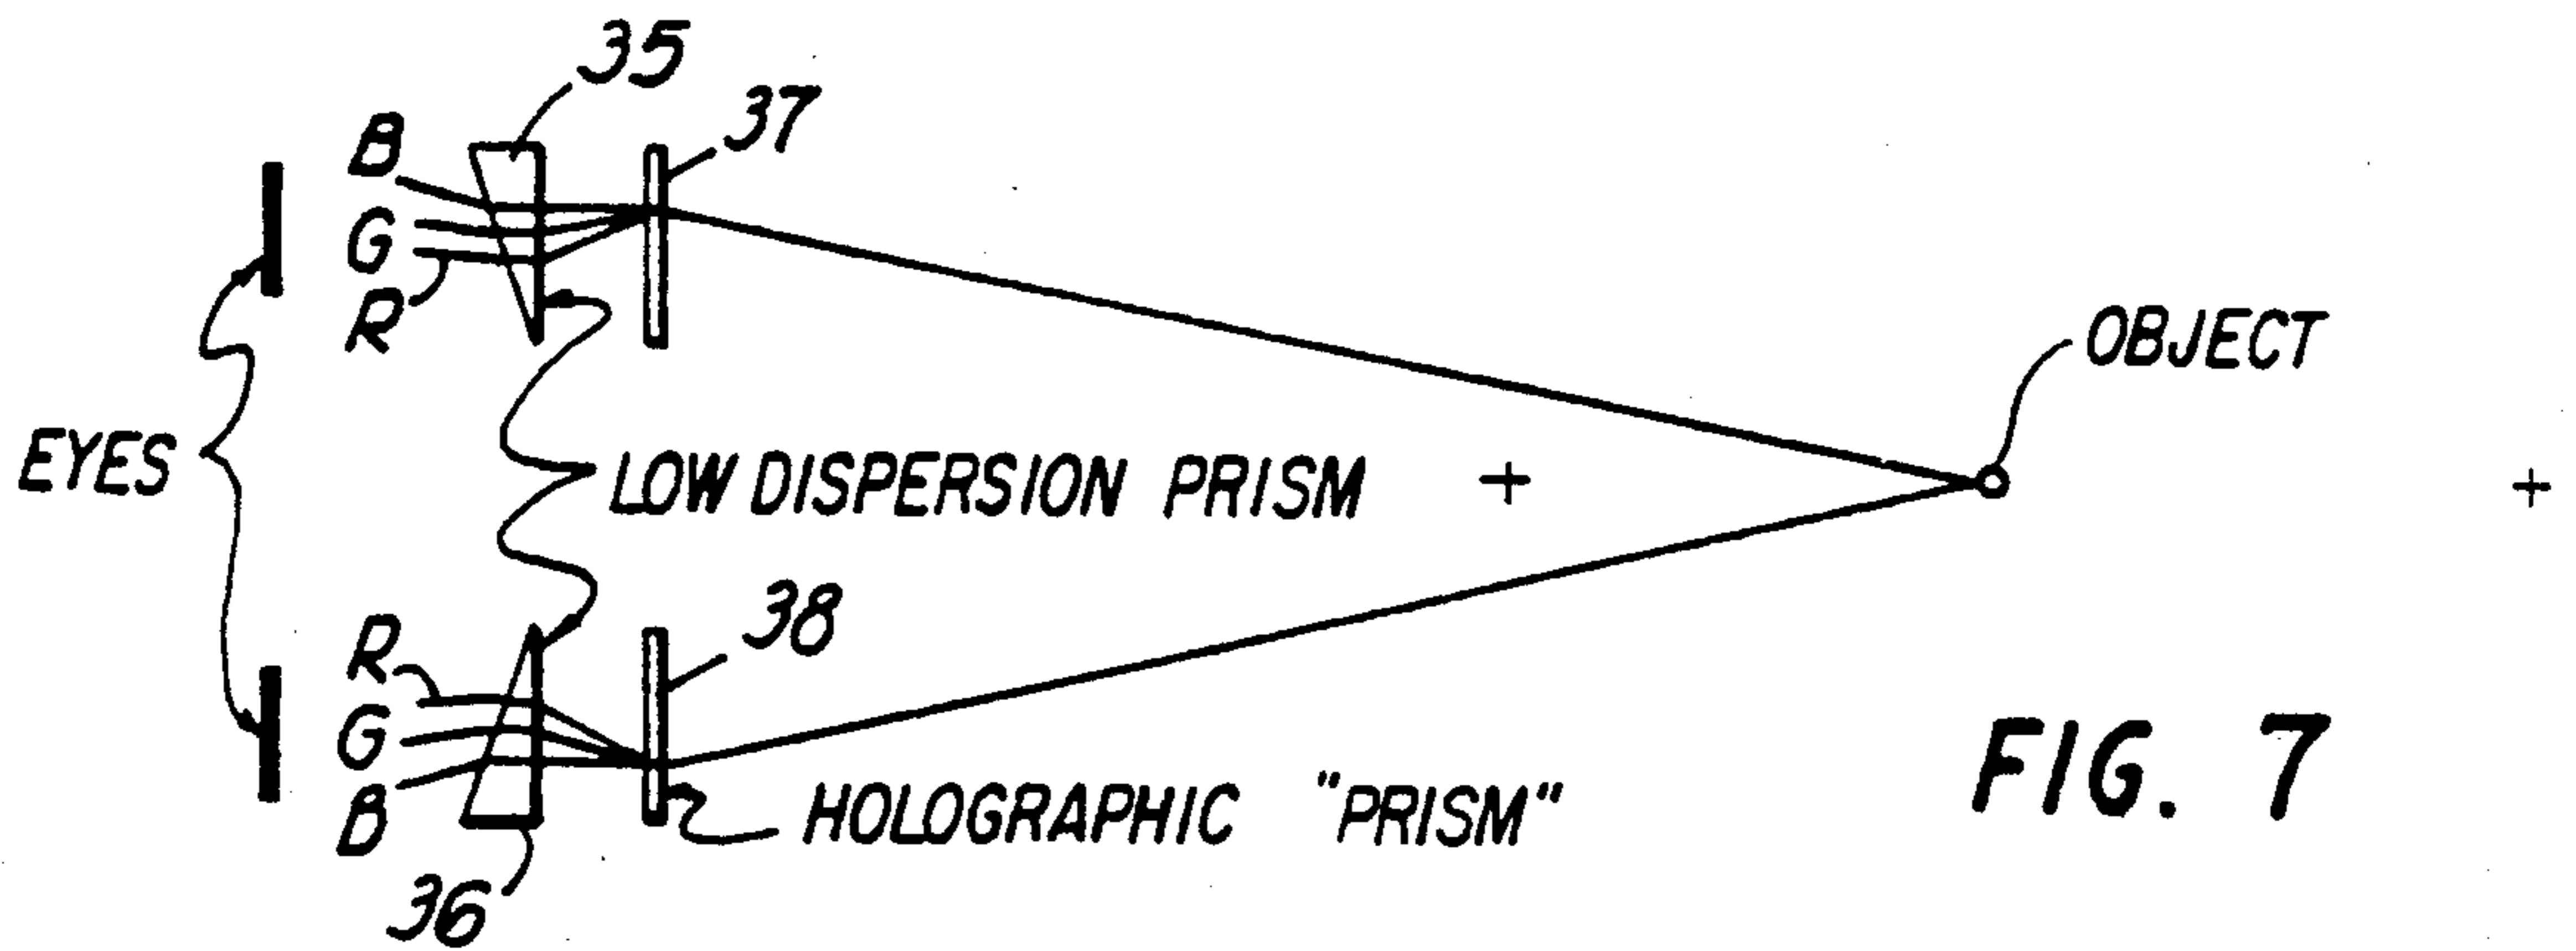 35
37
B
G
R
OBJECT
EYES
LOW DISPERSION PRISM
38
R
G
B
HOLOGRAPHIC "PRISM"
36
FIG. 7